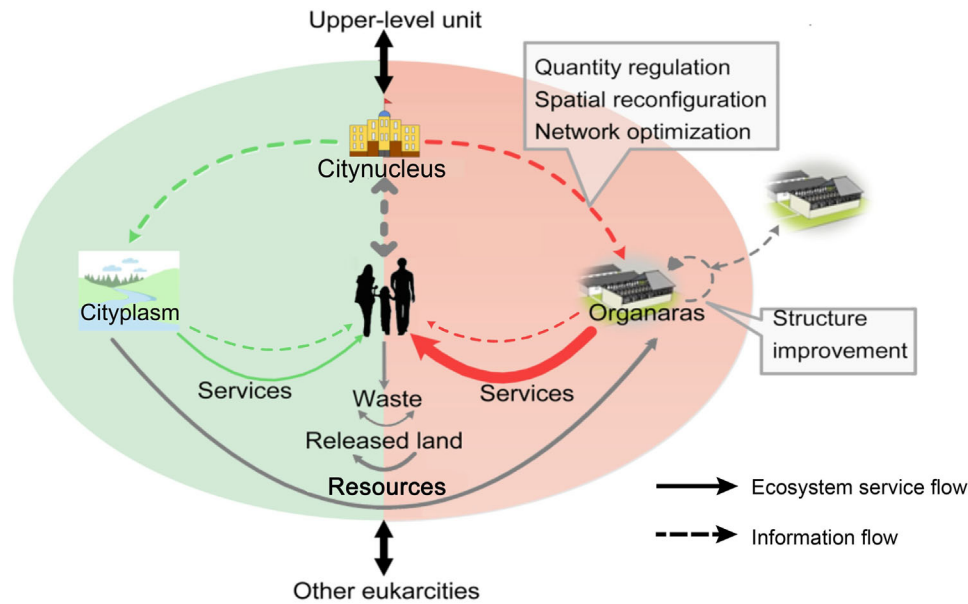 Upper-level unit
Quantity regulation
Spatial reconfiguration
Network optimization
Citynucleus
Cityplasm
Organaras
Structure
improvement
Services
Services
Waste
Released land
Resources
Ecosystem service flow
Information flow
Other eukarcities